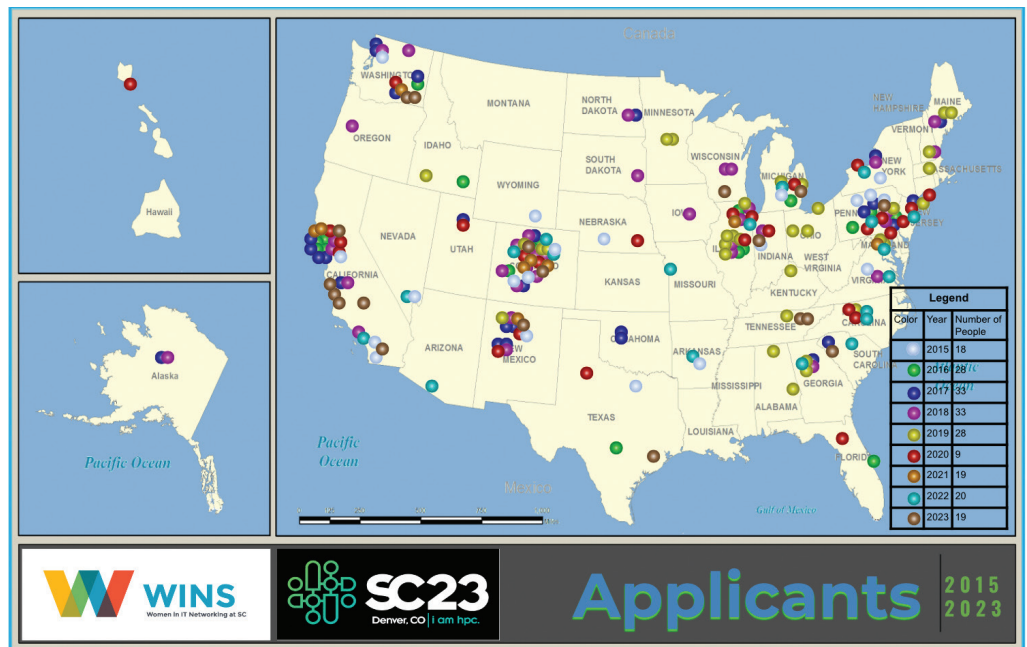 Canada
WASHINGTON
MONTANA
NORTH
DAKOTA
MINNESOTA
NEW
HAMPSHIRE
MAINE
VERMONT
OREGON
IDAHO
WISCONSIN
MICHIGAN
NEW
YORK
SOUTH
DAKOTA
WYOMING
NEBRASKA
NEVADA
UTAH
INDIANA
OHIO
WEST
VIRGINIA
MARYLAND
JERSEY
Hawaii
CALIFORNIA
KANSAS
MISSOURI
KENTUCKY
TENNESSEE
CAROLINA
ARIZONA
NEW
MEXICO
OKLAHOMA
ARKANSAS
SOUTH
CAROLINA
MISSISSIPPI
ALABAMA
GEORGIA
TEXAS
LOUISIANA
FLORIDA
Alaska
Pacific Ocean
Pacific
Ocean
Mexico
Gulf of Mexico
Legend
Color Year Number of
People
2015 18
2016 28
2017 33
2018 33
2019 28
2020 9
2021 19
2022 20
2023 19
WINS
Women in IT Networking at SC
SC23
Denver, CO | i am hpc.
Applicants
2015
2023